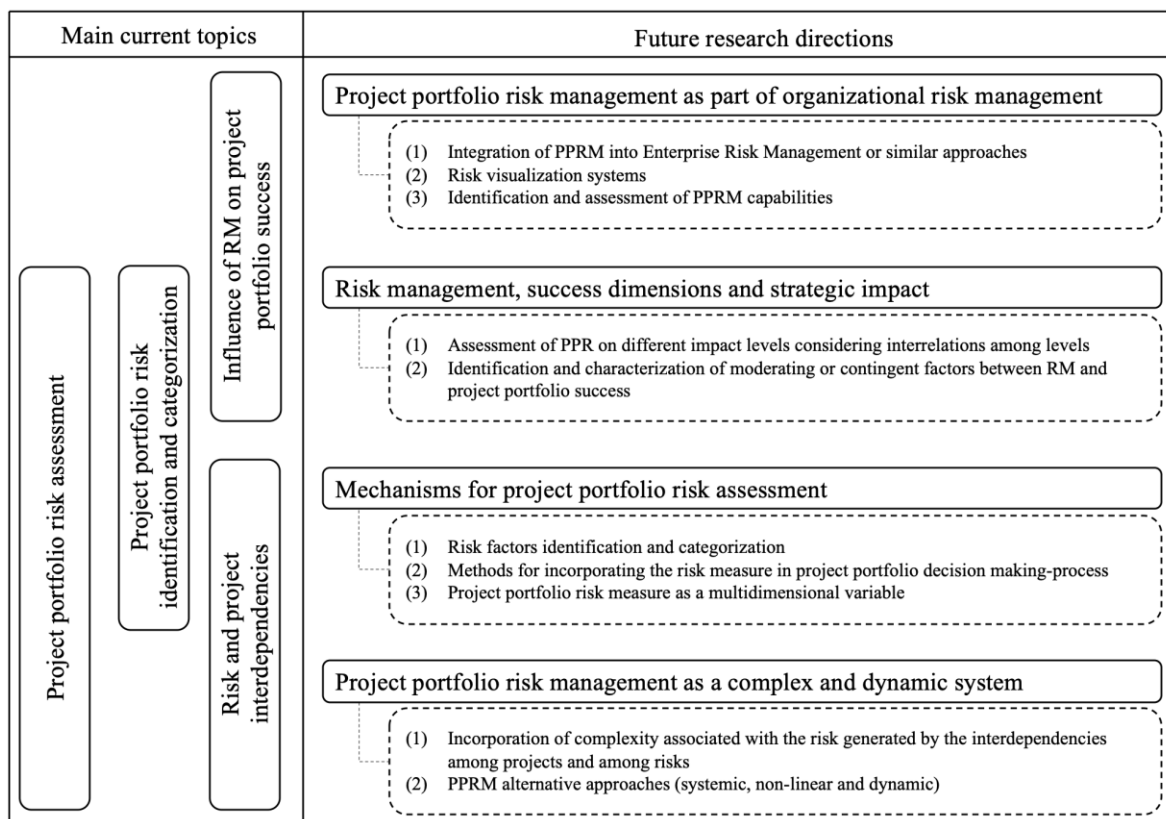 Main current topics
Future research directions
Project portfolio risk assessment
Project portfolio risk
identification and categorization
Influence of RM on project
portfolio success
Risk and project
interdependencies
Project portfolio risk management as part of organizational risk management
(1) Integration of PPRM into Enterprise Risk Management or similar approaches
(2) Risk visualization systems
(3) Identification and assessment of PPRM capabilities
Risk management, success dimensions and strategic impact
(1) Assessment of PPR on different impact levels considering interrelations among levels
(2) Identification and characterization of moderating or contingent factors between RM and
project portfolio success
Mechanisms for project portfolio risk assessment
(1) Risk factors identification and categorization
(2) Methods for incorporating the risk measure in project portfolio decision making-process
(3) Project portfolio risk measure as a multidimensional variable
Project portfolio risk management as a complex and dynamic system
(1) Incorporation of complexity associated with the risk generated by the interdependencies
among projects and among risks
(2) PPRM alternative approaches (systemic, non-linear and dynamic)